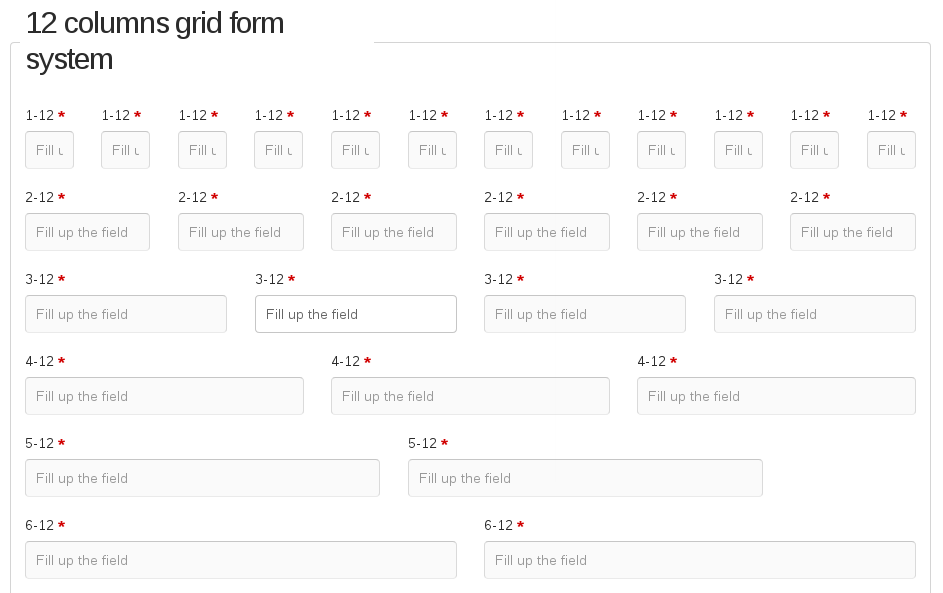 12 columns grid form
system
1-12 * 1-12 * 1-12 * 1-12 * 1-12 * 1-12 * 1-12 * 1-12 * 1-12 * 1-12 * 1-12 * 1-12 *
Fill Fill Fill Fill Fill Fill Fill Fill Fill Fill Fill Fill
2-12 * 2-12 * 2-12 * 2-12 * 2-12 * 2-12 *
Fill up the field Fill up the field Fill up the field Fill up the field Fill up the field Fill up the field
3-12 * 3-12 * 3-12 * 3-12 *
Fill up the field Fill up the field Fill up the field Fill up the field
4-12 * 4-12 * 4-12 *
Fill up the field Fill up the field Fill up the field
5-12 * 5-12 *
Fill up the field Fill up the field
6-12 * 6-12 *
Fill up the field Fill up the field